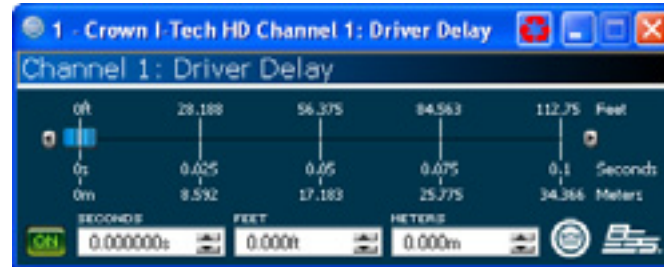 1 - Crown I-Tech HD Channel 1: Driver Delay
Channel 1: Driver Delay
0ft 28.188 56.375 84.563 112.75 Feet
0s 0.025 0.05 0.075 0.1 Seconds
0m 8.592 17.183 25.775 34.366 Meters
SECONDS FEET METERS
ON 0.000000s 0.000ft 0.000m